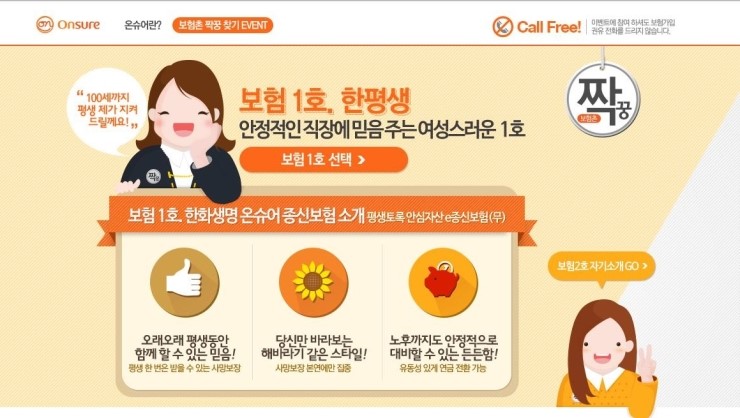 Onsure
온슈어란?
보험촌 짝꿍 찾기 EVENT
Call Free!
이벤트에 참여 하셔도 보험가입
권유 전화를 드리지 않습니다.
“ 100세까지
평생 제가 지켜
드릴께요! ”
보험 1호. 한평생
안정적인 직장에 믿음 주는 여성스러운 1호
보험 1호 선택 >
짝꿍
보험촌
짝꿍
보험 1호. 한화생명 온슈어 종신보험 소개 평생토록 안심자산 e종신보험(무)
보험2호 자기소개 GO >
오래오래 평생동안
함께 할 수 있는 믿음!
평생 한 번은 받을 수 있는 사망보장
당신만 바라보는
해바라기 같은 스타일!
사망보장 본연에만 집중
노후까지도 안정적으로
대비할 수 있는 든든함!
유동성 있게 연금 전환 가능